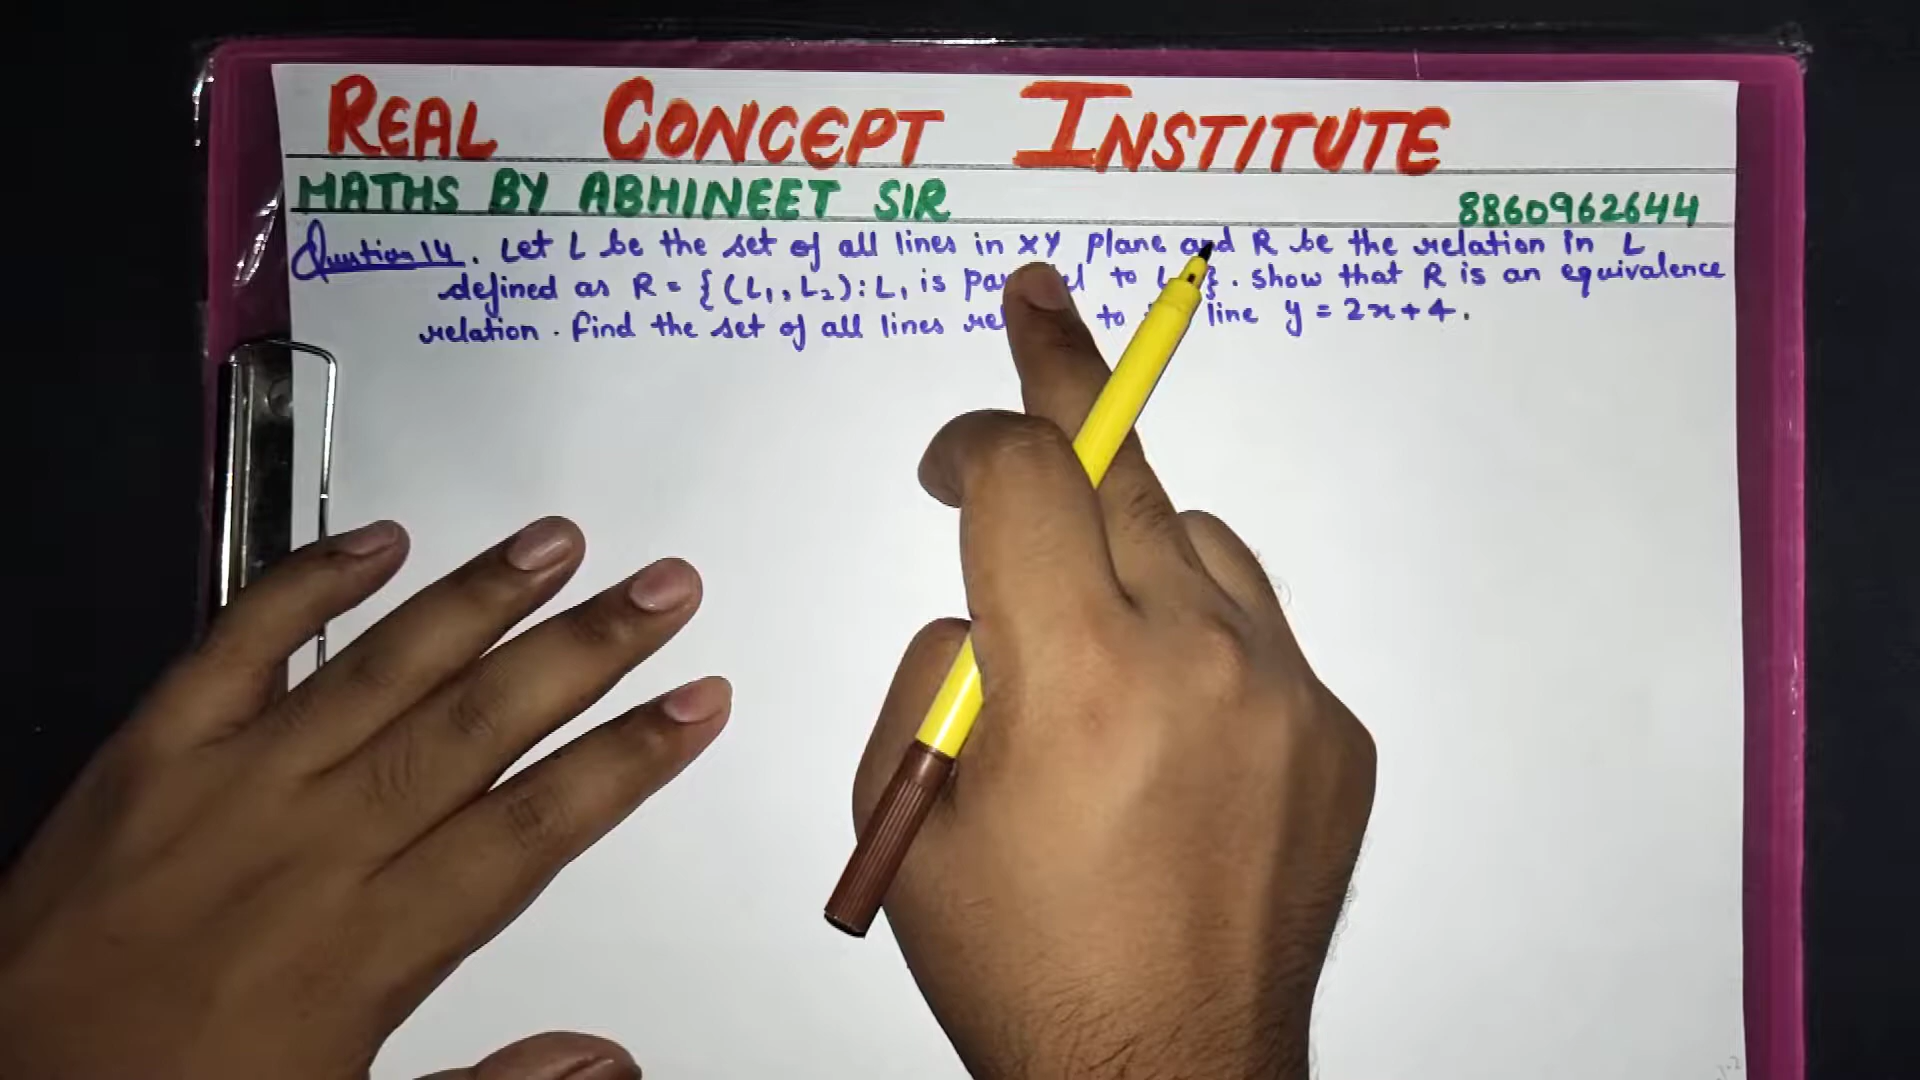 REAL CONCEPT INSTITUTE
MATHS BY ABHINEET SIR 8860962644
Question 14. Let L be the set of all lines in XY plane and R be the relation in L
defined as R = {(L₁, L₂): L, is to L }. Show that R is an equivalence
relation. Find the set of all lines to line y = 2x+4.